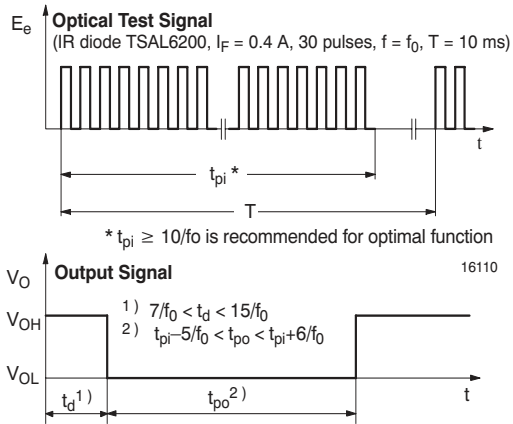 Ee
Optical Test Signal
(IR diode TSAL6200, IF = 0.4 A, 30 pulses, f = f0, T = 10 ms)
t
tpi *
T
* tpi ≥ 10/fo is recommended for optimal function
VO
Output Signal
16110
VOH
1 ) 7/f0 < td < 15/f0
2 ) tpi–5/f0 < tpo < tpi+6/f0
VOL
td1 )
tpo2 )
t